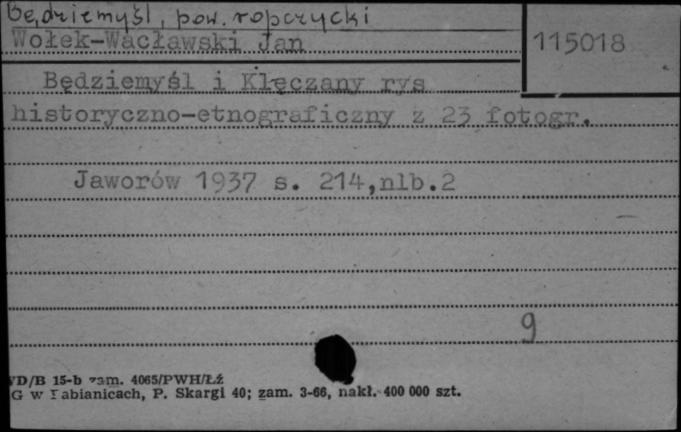 Będziemyśl, pow. ropczycki
Wołek-Wacławski Jan
115018
Będziemyśl i Klęczany rys
historyczno-etnograficzny z 23 fotogr.
Jaworów 1937 s. 214,nlb.2
9
D/B 15-b zam. 4065/PWH/Łź
G w Pabianicach, P. Skargi 40; zam. 3-66, nakł. 400 000 szt.